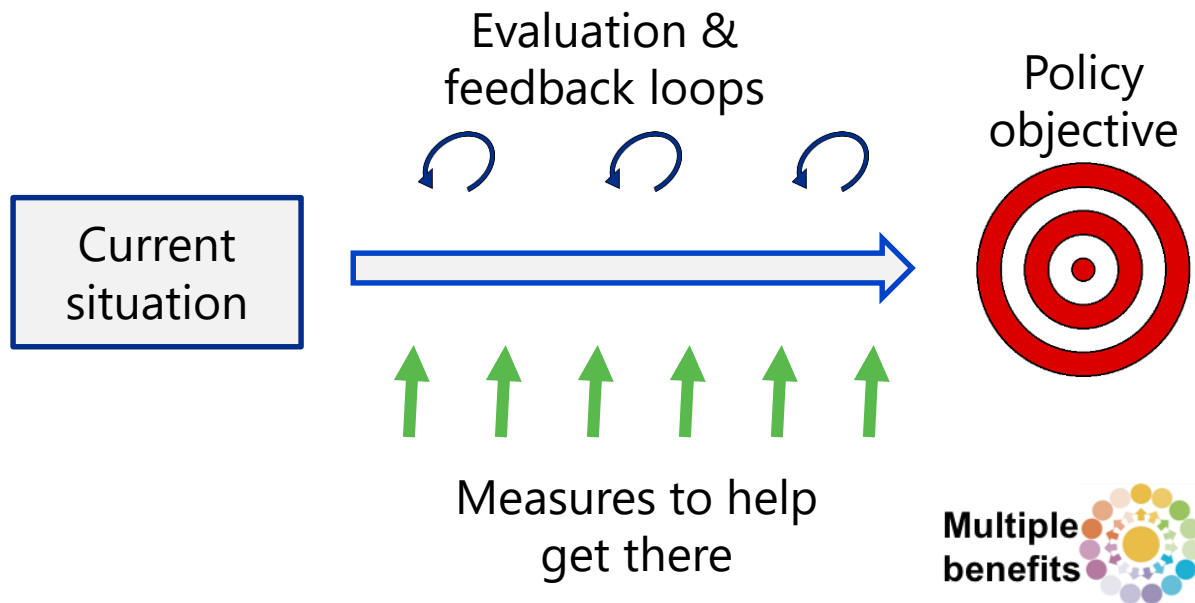 Evaluation &
feedback loops
Policy
objective
Current
situation
Measures to help
get there
Multiple
benefits